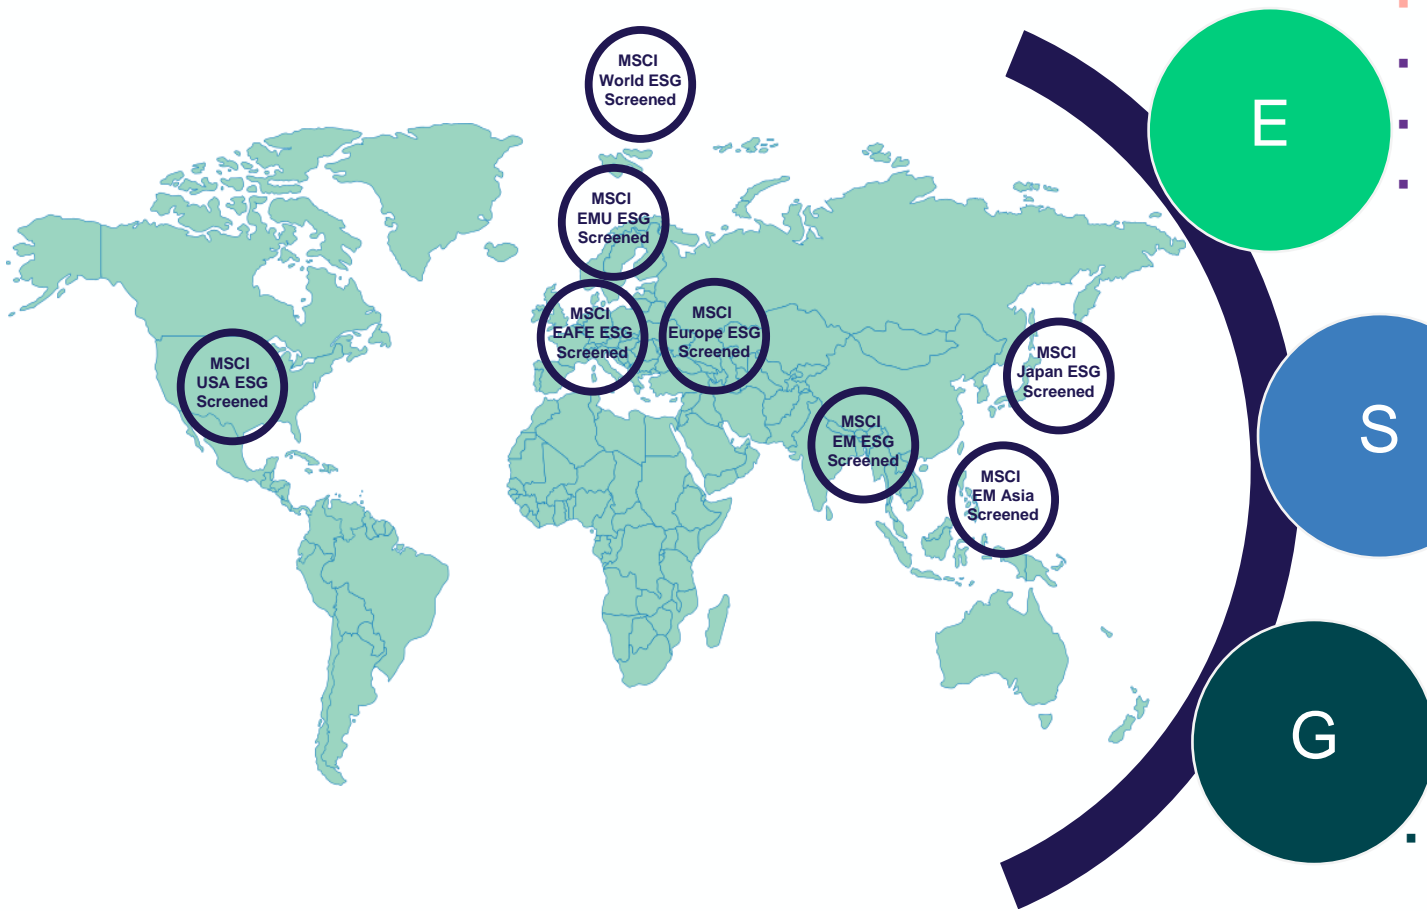 MSCI
World ESG
Screened
MSCI
EMU ESG
Screened
MSCI
EAFE ESG
Screened
MSCI
Europe ESG
Screened
MSCI
USA ESG
Screened
MSCI
Japan ESG
Screened
MSCI
EM ESG
Screened
MSCI
EM Asia
Screened
E
S
G